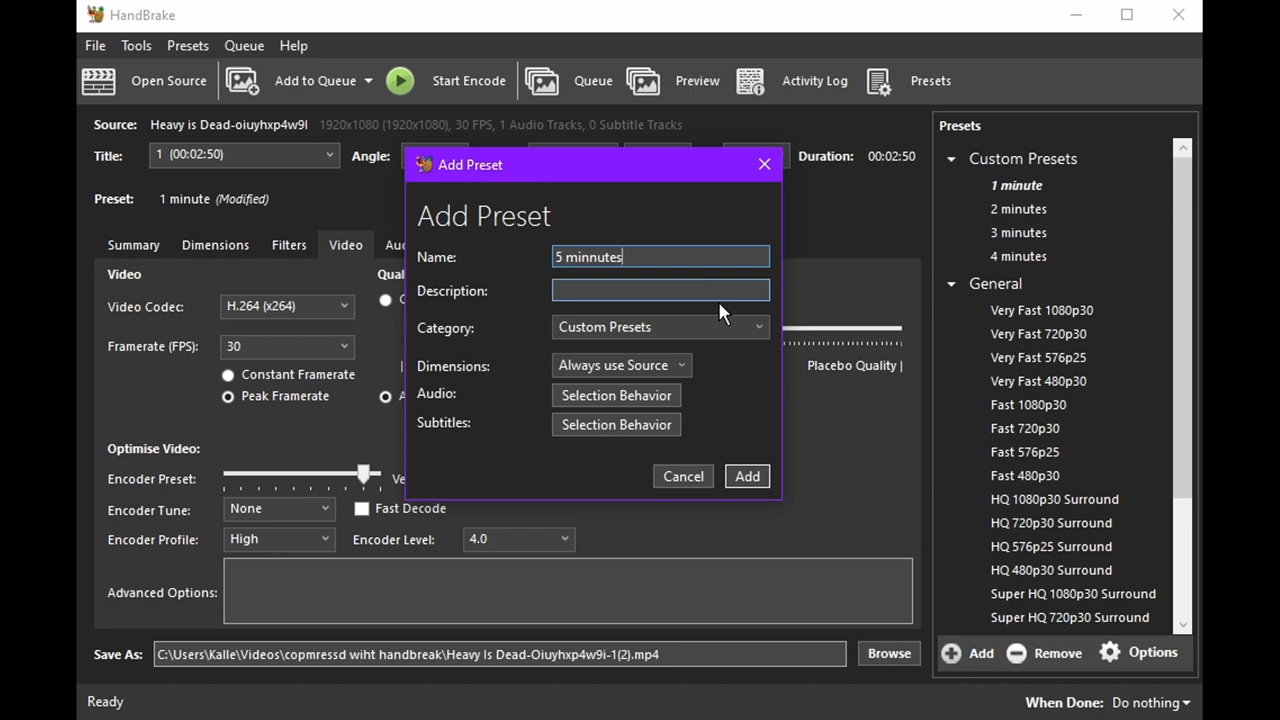 HandBrake
File Tools Presets Queue Help
Open Source Add to Queue Start Encode Queue Preview Activity Log Presets
Source: Heavy is Dead-oiuyhxp4w9I 1920x1080 (1920x1080), 30 FPS, 1 Audio Tracks, 0 Subtitle Tracks
Title: 1 (00:02:50) Angle: Duration: 00:02:50
Preset: 1 minute (Modified)
Summary Dimensions Filters Video
Video
Video Codec: H.264 (x264)
Framerate (FPS): 30
Constant Framerate
Peak Framerate
Placebo Quality |
Optimise Video:
Encoder Preset:
Encoder Tune: None Fast Decode
Encoder Profile: High Encoder Level: 4.0
Advanced Options:
Save As: C:\Users\Kalle\Videos\copmressd wiht handbreak\Heavy Is Dead-Oiuyhxp4w9i-1(2).mp4 Browse
Ready
When Done: Do nothing
Add Preset
Add Preset
Name: 5 minnutes
Description:
Category: Custom Presets
Dimensions: Always use Source
Audio: Selection Behavior
Subtitles: Selection Behavior
Cancel Add
Presets
Custom Presets
1 minute
2 minutes
3 minutes
4 minutes
General
Very Fast 1080p30
Very Fast 720p30
Very Fast 576p25
Very Fast 480p30
Fast 1080p30
Fast 720p30
Fast 576p25
Fast 480p30
HQ 1080p30 Surround
HQ 720p30 Surround
HQ 576p25 Surround
HQ 480p30 Surround
Super HQ 1080p30 Surround
Super HQ 720p30 Surround
Add Remove Options